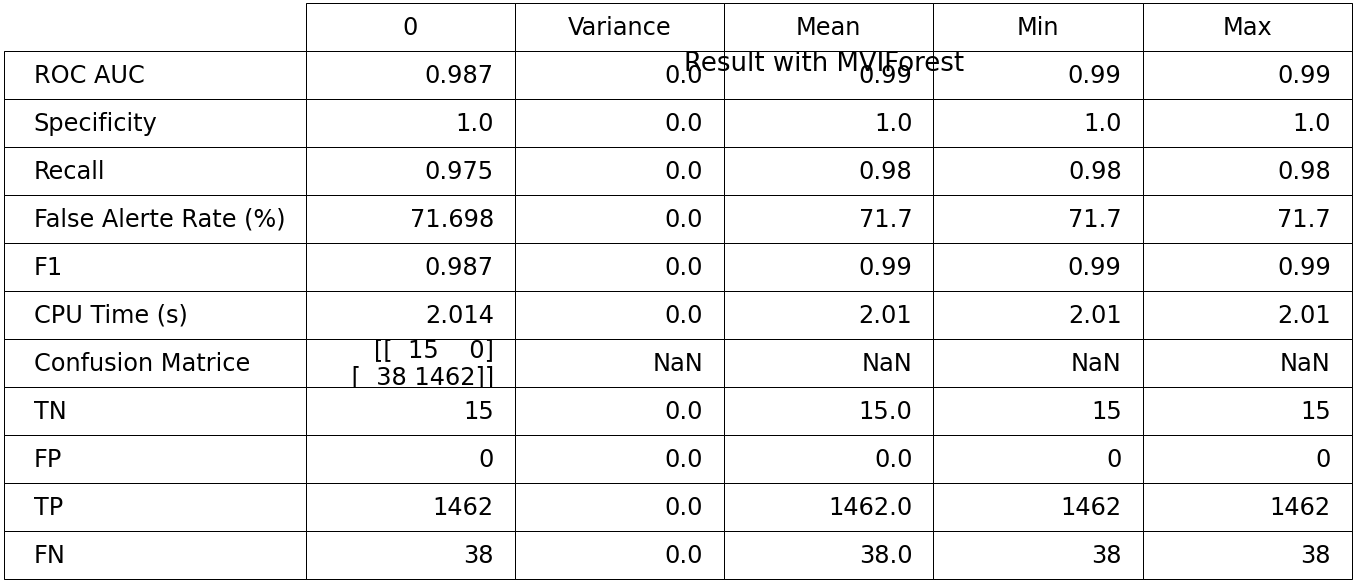 0 Variance Mean Min Max
Result with MVIForest
ROC AUC 0.987 0.0 0.99 0.99 0.99
Specificity 1.0 0.0 1.0 1.0 1.0
Recall 0.975 0.0 0.98 0.98 0.98
False Alerte Rate (%) 71.698 0.0 71.7 71.7 71.7
F1 0.987 0.0 0.99 0.99 0.99
CPU Time (s) 2.014 0.0 2.01 2.01 2.01
Confusion Matrice [[ 15 0]
[ 38 1462]] NaN NaN NaN NaN
TN 15 0.0 15.0 15 15
FP 0 0.0 0.0 0 0
TP 1462 0.0 1462.0 1462 1462
FN 38 0.0 38.0 38 38